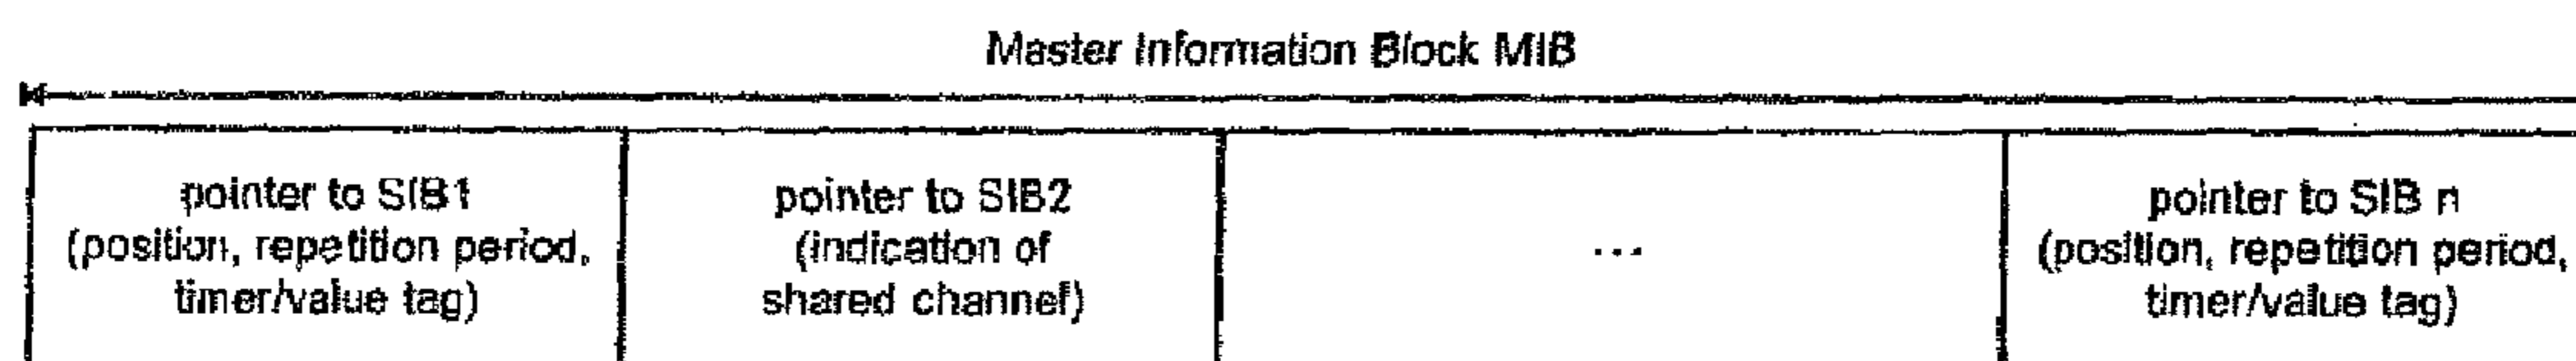 Master Information Block MIB
pointer to SIB1
(position, repetition period,
timer/value tag)
pointer to SIB2
(indication of
shared channel)
...
pointer to SIB n
(position, repetition period,
timer/value tag)